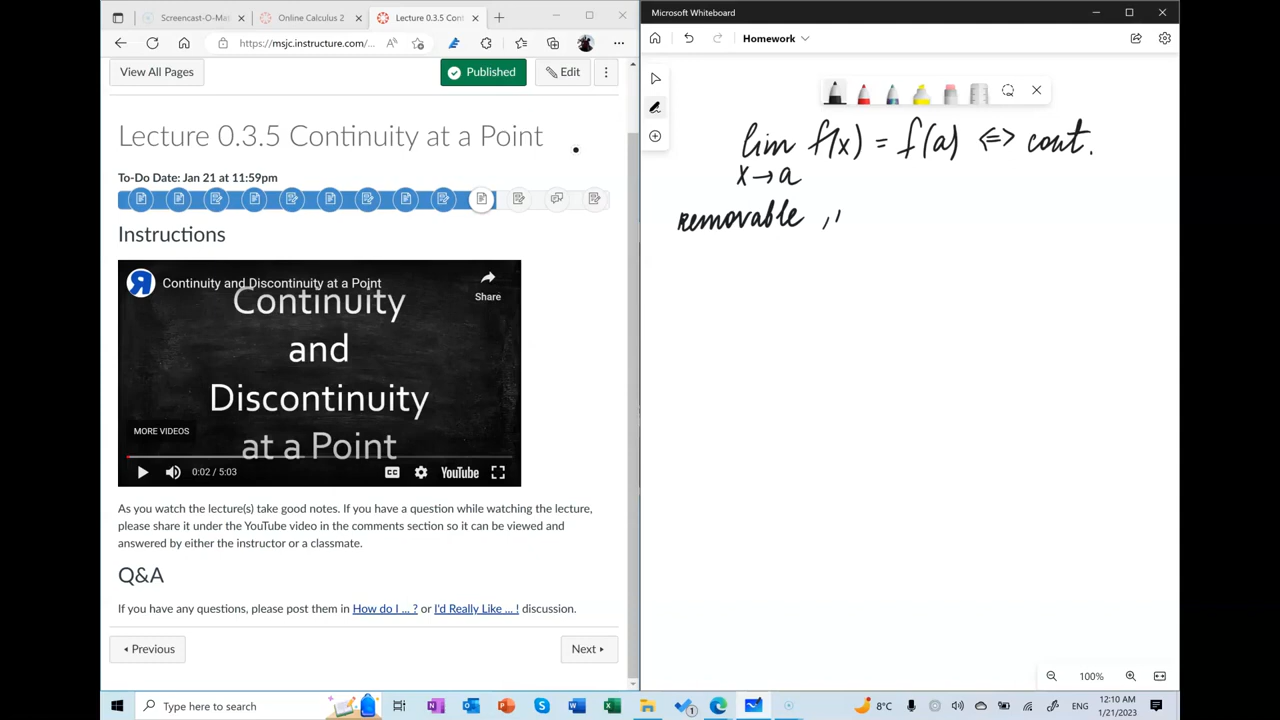 Screencast-O-Ma
Online Calculus 2
Lecture 0.3.5 Cont
Microsoft Whiteboard
https://msjc.instructure.com/...
Homework
View All Pages
Published
Edit
Lecture 0.3.5 Continuity at a Point
To-Do Date: Jan 21 at 11:59pm
Instructions
Continuity and Discontinuity at a Point
Share
Continuity
and
Discontinuity
at a Point
MORE VIDEOS
0:02 / 5:03
CC
YouTube
As you watch the lecture(s) take good notes. If you have a question while watching the lecture,
please share it under the YouTube video in the comments section so it can be viewed and
answered by either the instructor or a classmate.
Q&A
If you have any questions, please post them in How do I ... ? or I'd Really Like ... ! discussion.
Previous
Next
lim f(x) = f(a) <=> cont.
x→a
removable ,
100%
Type here to search
8°C
12:10 AM
1/21/2023